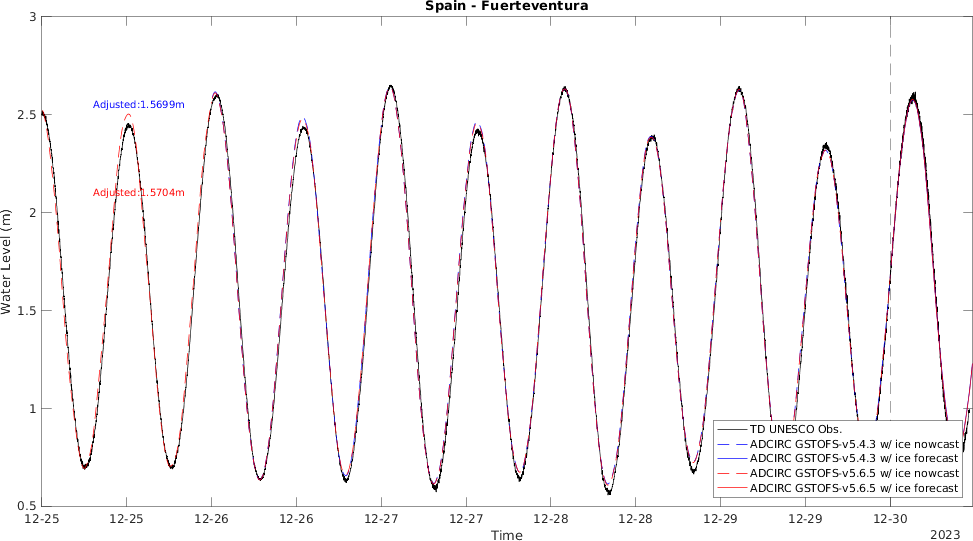 Spain - Fuerteventura
3
2.5
2
1.5
1
0.5
Water Level (m)
Adjusted:1.5699m
Adjusted:1.5704m
TD UNESCO Obs.
ADCIRC GSTOFS-v5.4.3 w/ ice nowcast
ADCIRC GSTOFS-v5.4.3 w/ ice forecast
ADCIRC GSTOFS-v5.6.5 w/ ice nowcast
ADCIRC GSTOFS-v5.6.5 w/ ice forecast
12-25 12-25 12-26 12-26 12-27 12-27 12-28 12-28 12-29 12-29 12-30
Time
2023